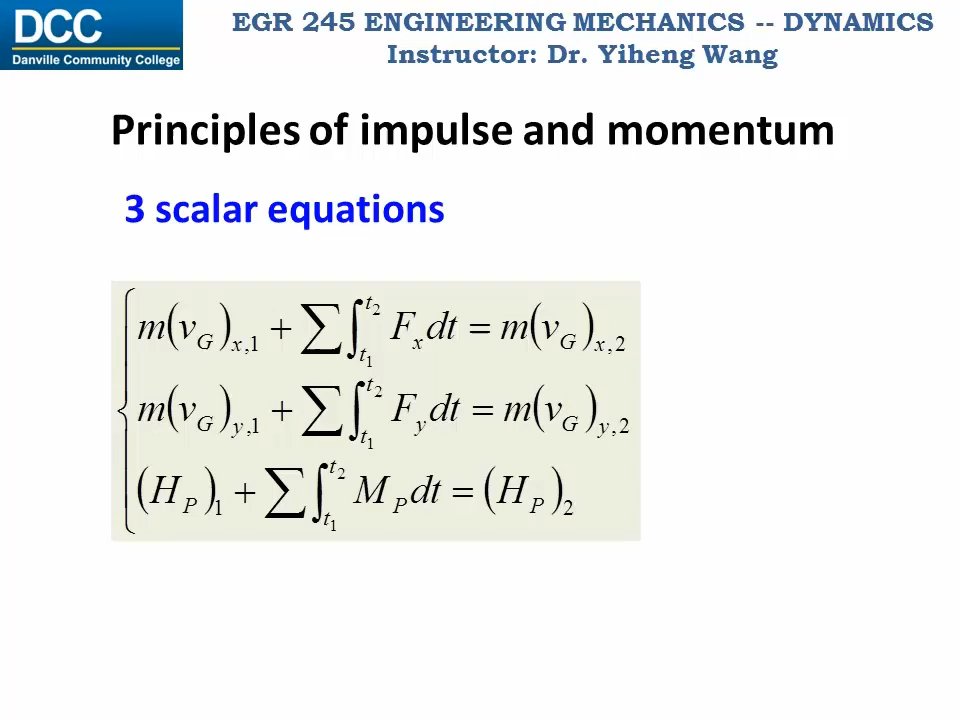 DCC
Danville Community College
EGR 245 ENGINEERING MECHANICS -- DYNAMICS
Instructor: Dr. Yiheng Wang
Principles of impulse and momentum
3 scalar equations
m(v_G)_{x,1} + ∑∫_{t_1}^{t_2} F_x dt = m(v_G)_{x,2}
m(v_G)_{y,1} + ∑∫_{t_1}^{t_2} F_y dt = m(v_G)_{y,2}
(H_P)_1 + ∑∫_{t_1}^{t_2} M_P dt = (H_P)_2